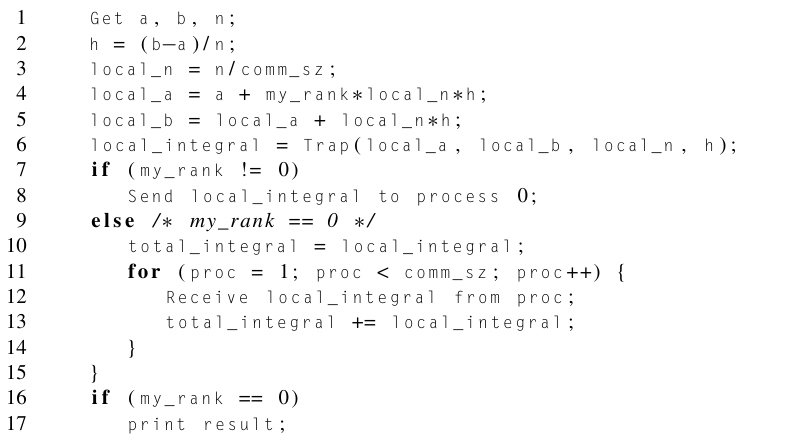 1 Get a, b, n;
2 h = (b−a)/n;
3 local_n = n/comm_sz;
4 local_a = a + my_rank∗local_n∗h;
5 local_b = local_a + local_n∗h;
6 local_integral = Trap(local_a, local_b, local_n, h);
7 if (my_rank != 0)
8 Send local_integral to process 0;
9 else /∗ my_rank == 0 ∗/
10 total_integral = local_integral;
11 for (proc = 1; proc < comm_sz; proc++) {
12 Receive local_integral from proc;
13 total_integral += local_integral;
14 }
15 }
16 if (my_rank == 0)
17 print result;